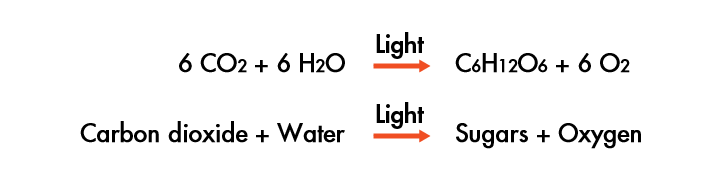 Light
6 CO2 + 6 H2O → C6H12O6 + 6 O2
Light
Carbon dioxide + Water → Sugars + Oxygen